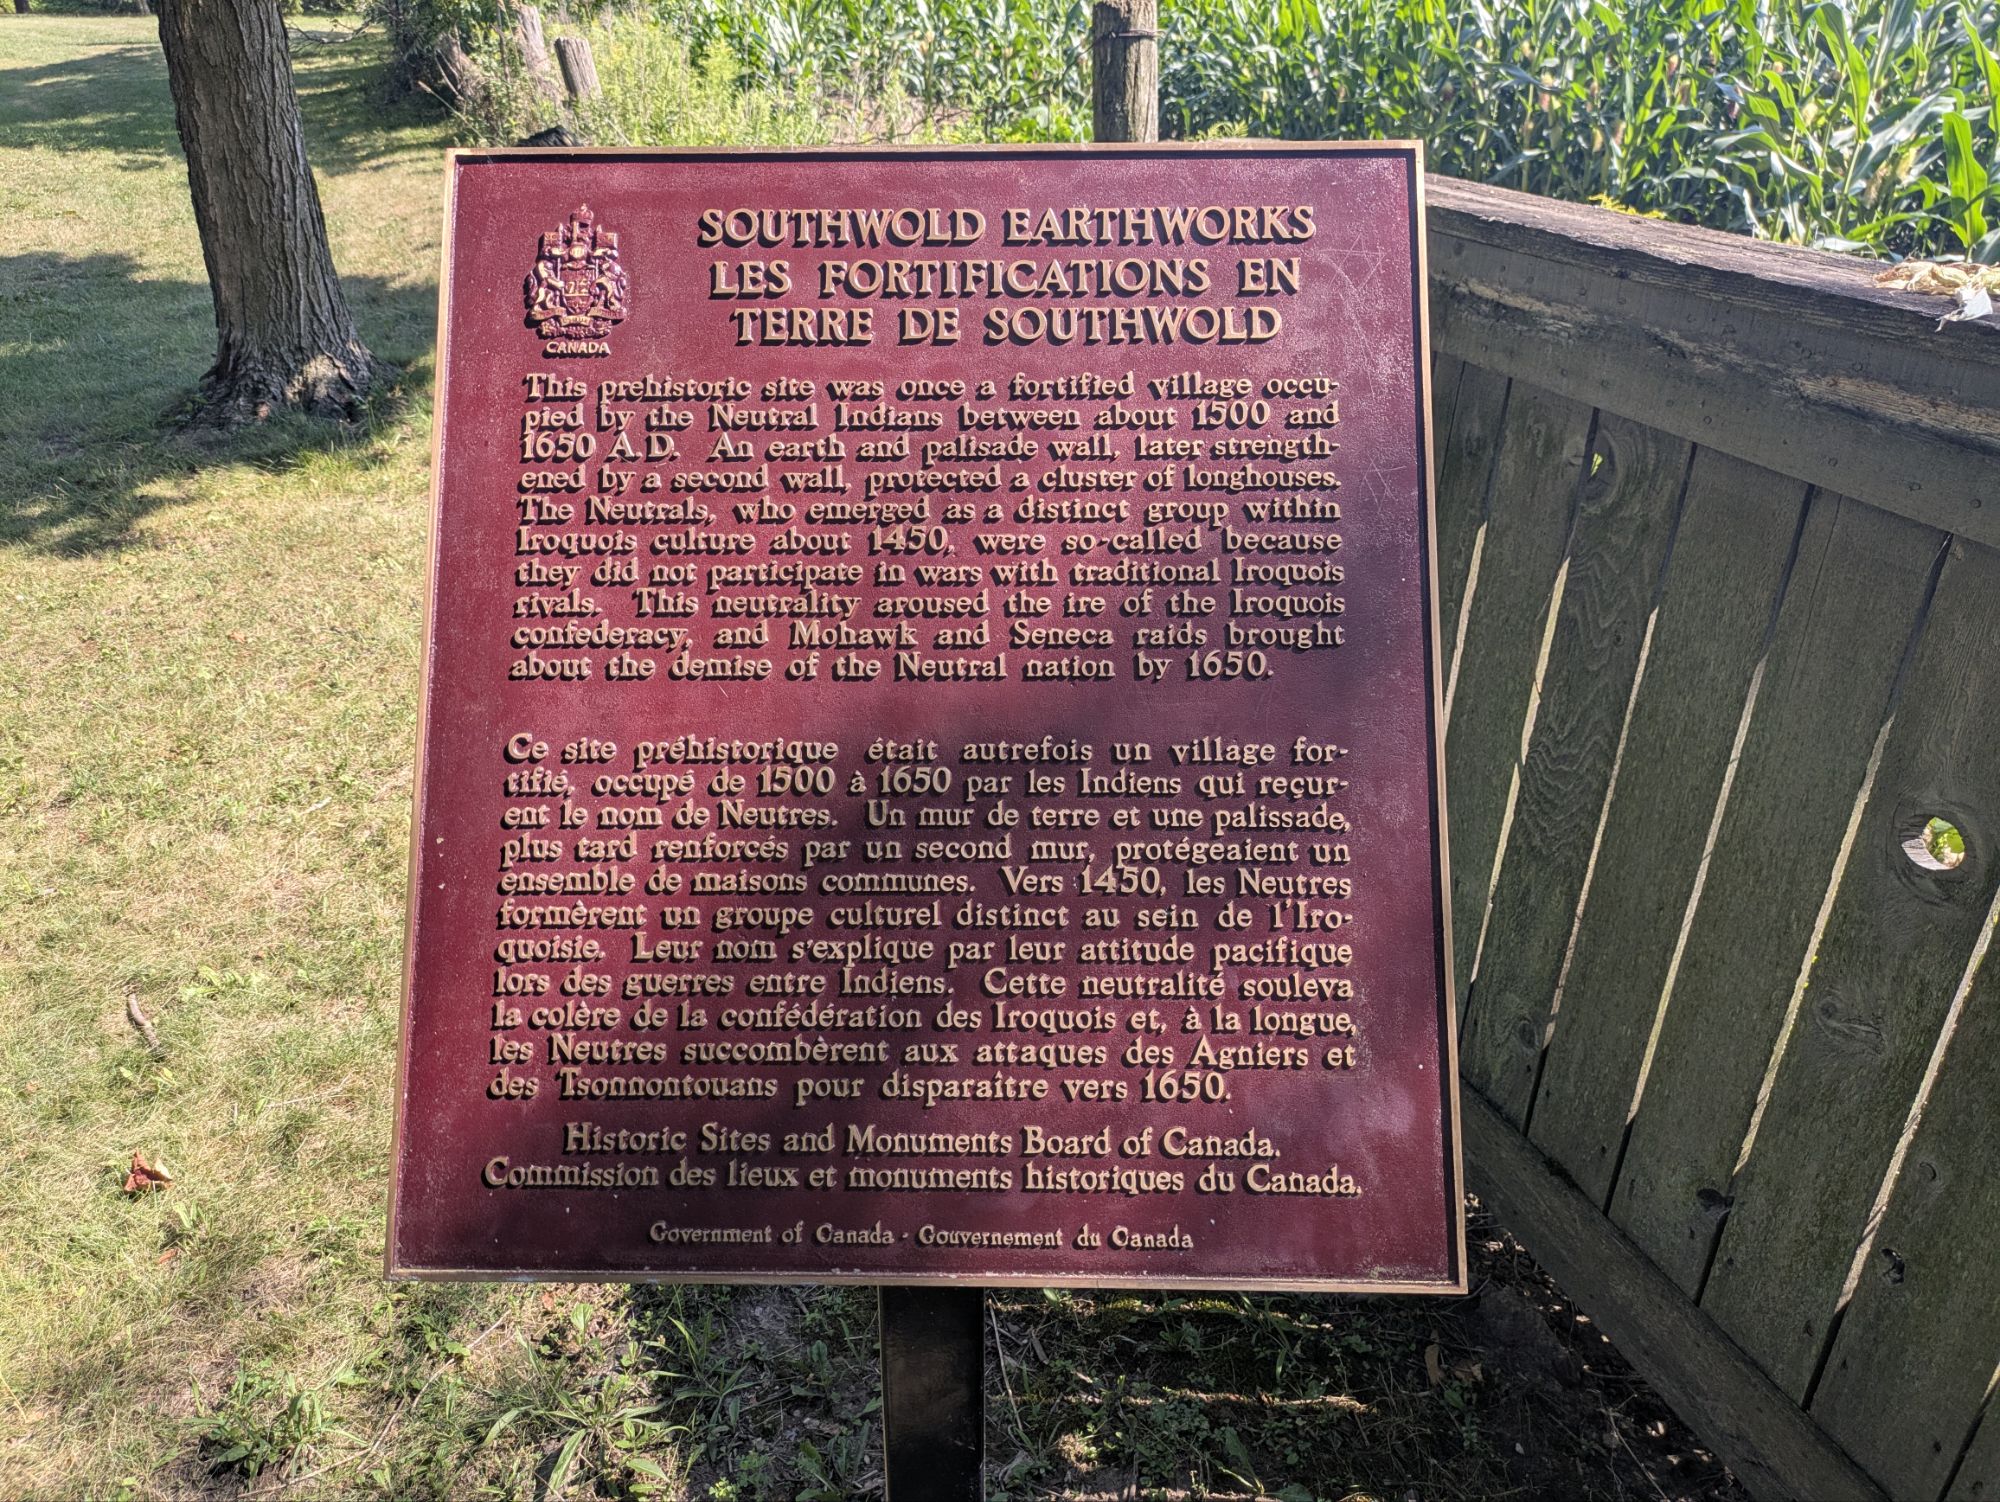 SOUTHWOLD EARTHWORKS
LES FORTIFICATIONS EN
TERRE DE SOUTHWOLD
CANADA
This prehistoric site was once a fortified village occu-
pied by the Neutral Indians between about 1500 and
1650 A.D. An earth and palisade wall, later strength-
ened by a second wall, protected a cluster of longhouses.
The Neutrals, who emerged as a distinct group within
Iroquois culture about 1450, were so-called because
they did not participate in wars with traditional Iroquois
rivals. This neutrality aroused the ire of the Iroquois
confederacy, and Mohawk and Seneca raids brought
about the demise of the Neutral nation by 1650.
Ce site préhistorique était autrefois un village for-
tifié, occupé de 1500 à 1650 par les Indiens qui reçur-
ent le nom de Neutres. Un mur de terre et une palissade,
plus tard renforcés par un second mur, protégeaient un
ensemble de maisons communes. Vers 1450, les Neutres
formèrent un groupe culturel distinct au sein de l'Iro-
quoisie. Leur nom s'explique par leur attitude pacifique
lors des guerres entre Indiens. Cette neutralité souleva
la colère de la confédération des Iroquois et, à la longue,
les Neutres succombèrent aux attaques des Agniers et
des Tsonnontouans pour disparaître vers 1650.
Historic Sites and Monuments Board of Canada.
Commission des lieux et monuments historiques du Canada.
Government of Canada - Gouvernement du Canada